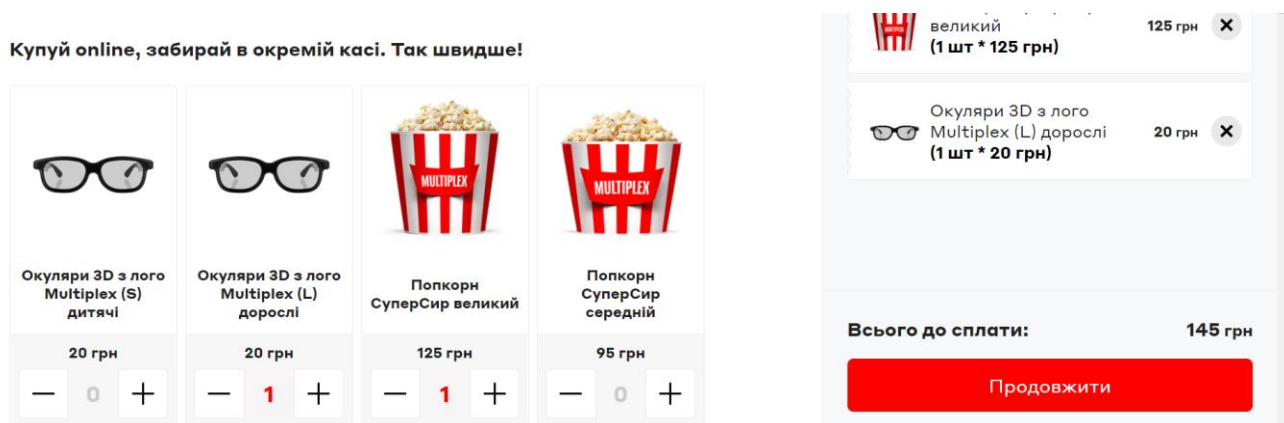 Купуй online, забирай в окремій касі. Так швидше!
MULTIPLEX
MULTIPLEX
Окуляри 3D з лого
Multiplex (S)
дитячі
20 грн
— 0 +
Окуляри 3D з лого
Multiplex (L)
дорослі
20 грн
— 1 +
Попкорн
СуперСир великий
125 грн
— 1 +
Попкорн
СуперСир
середній
95 грн
— 0 +
великий
(1 шт * 125 грн)
125 грн
Окуляри 3D з лого
Multiplex (L) дорослі
(1 шт * 20 грн)
20 грн
Всього до сплати: 145 грн
Продовжити